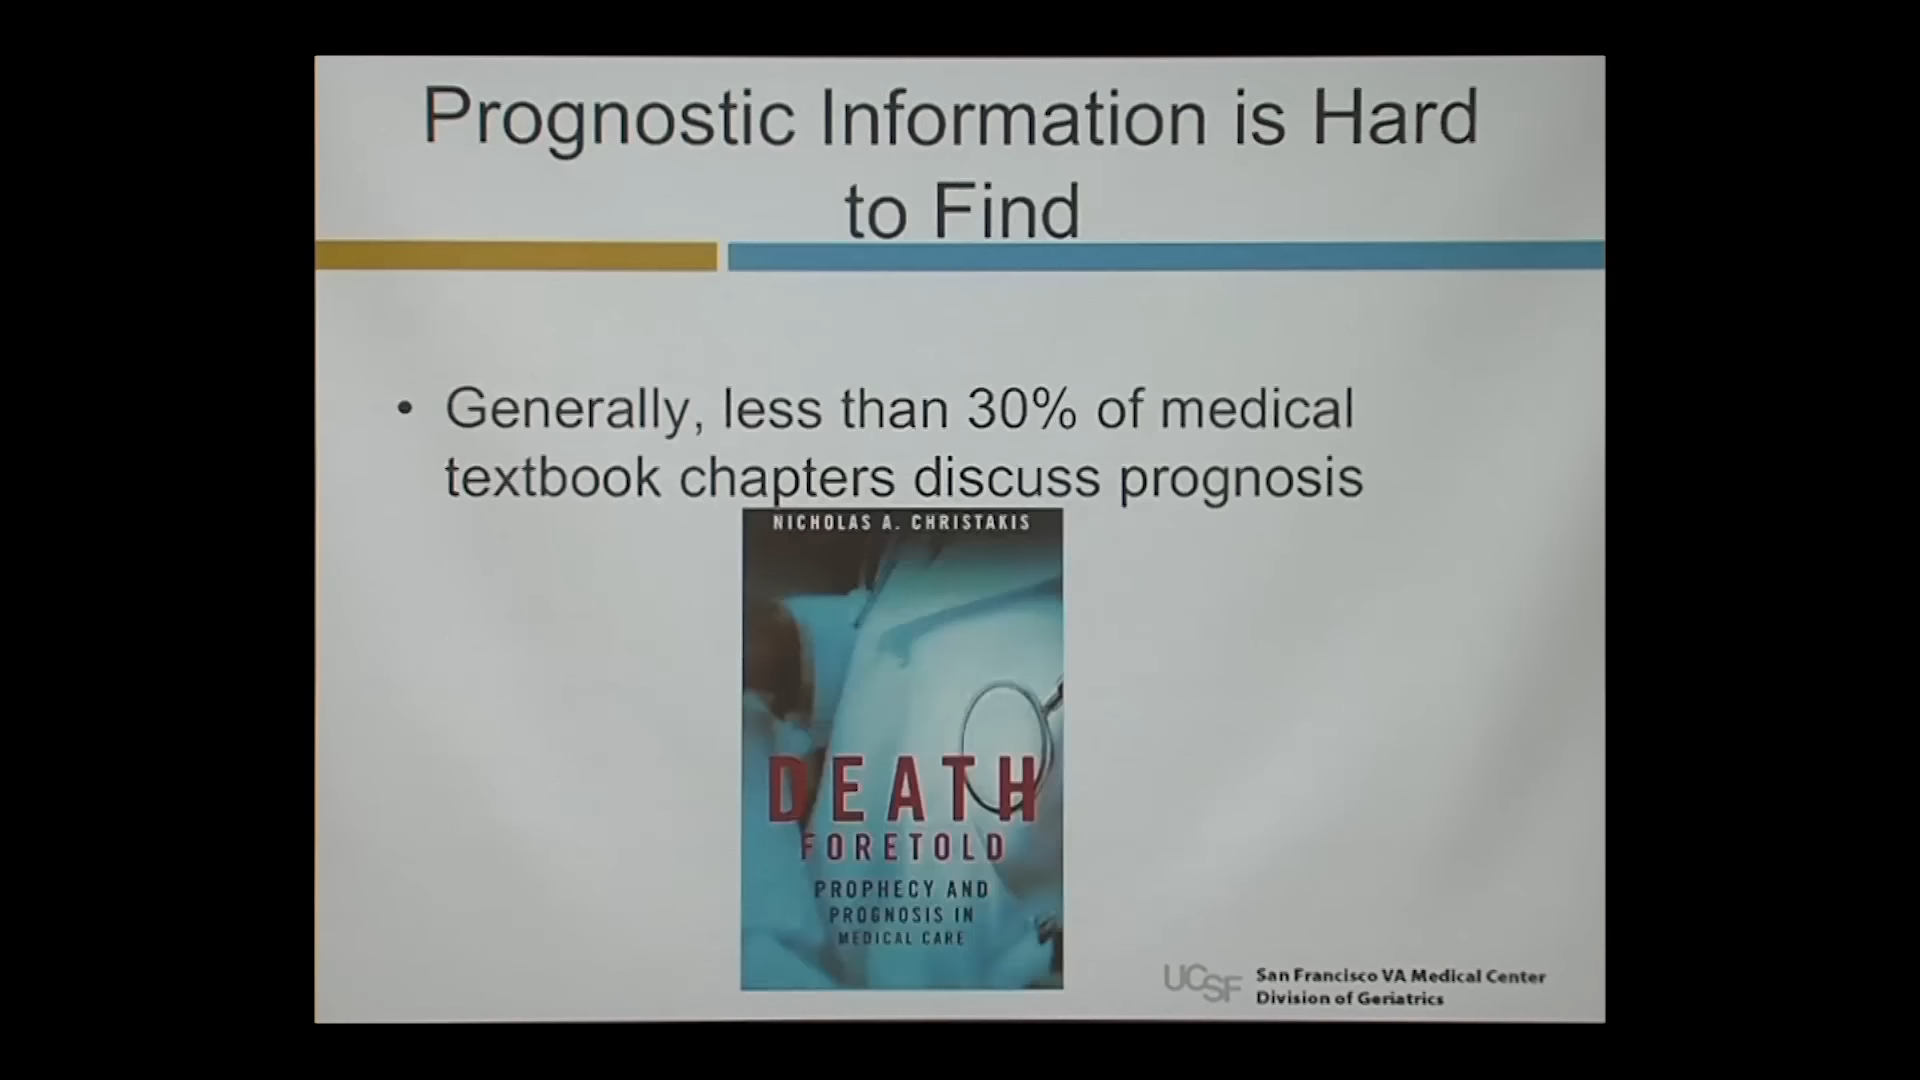 Prognostic Information is Hard
to Find
• Generally, less than 30% of medical
textbook chapters discuss prognosis
NICHOLAS A. CHRISTAKIS
DEATH
FORETOLD
PROPHECY AND
PROGNOSIS IN
MEDICAL CARE
UCSF
San Francisco VA Medical Center
Division of Geriatrics